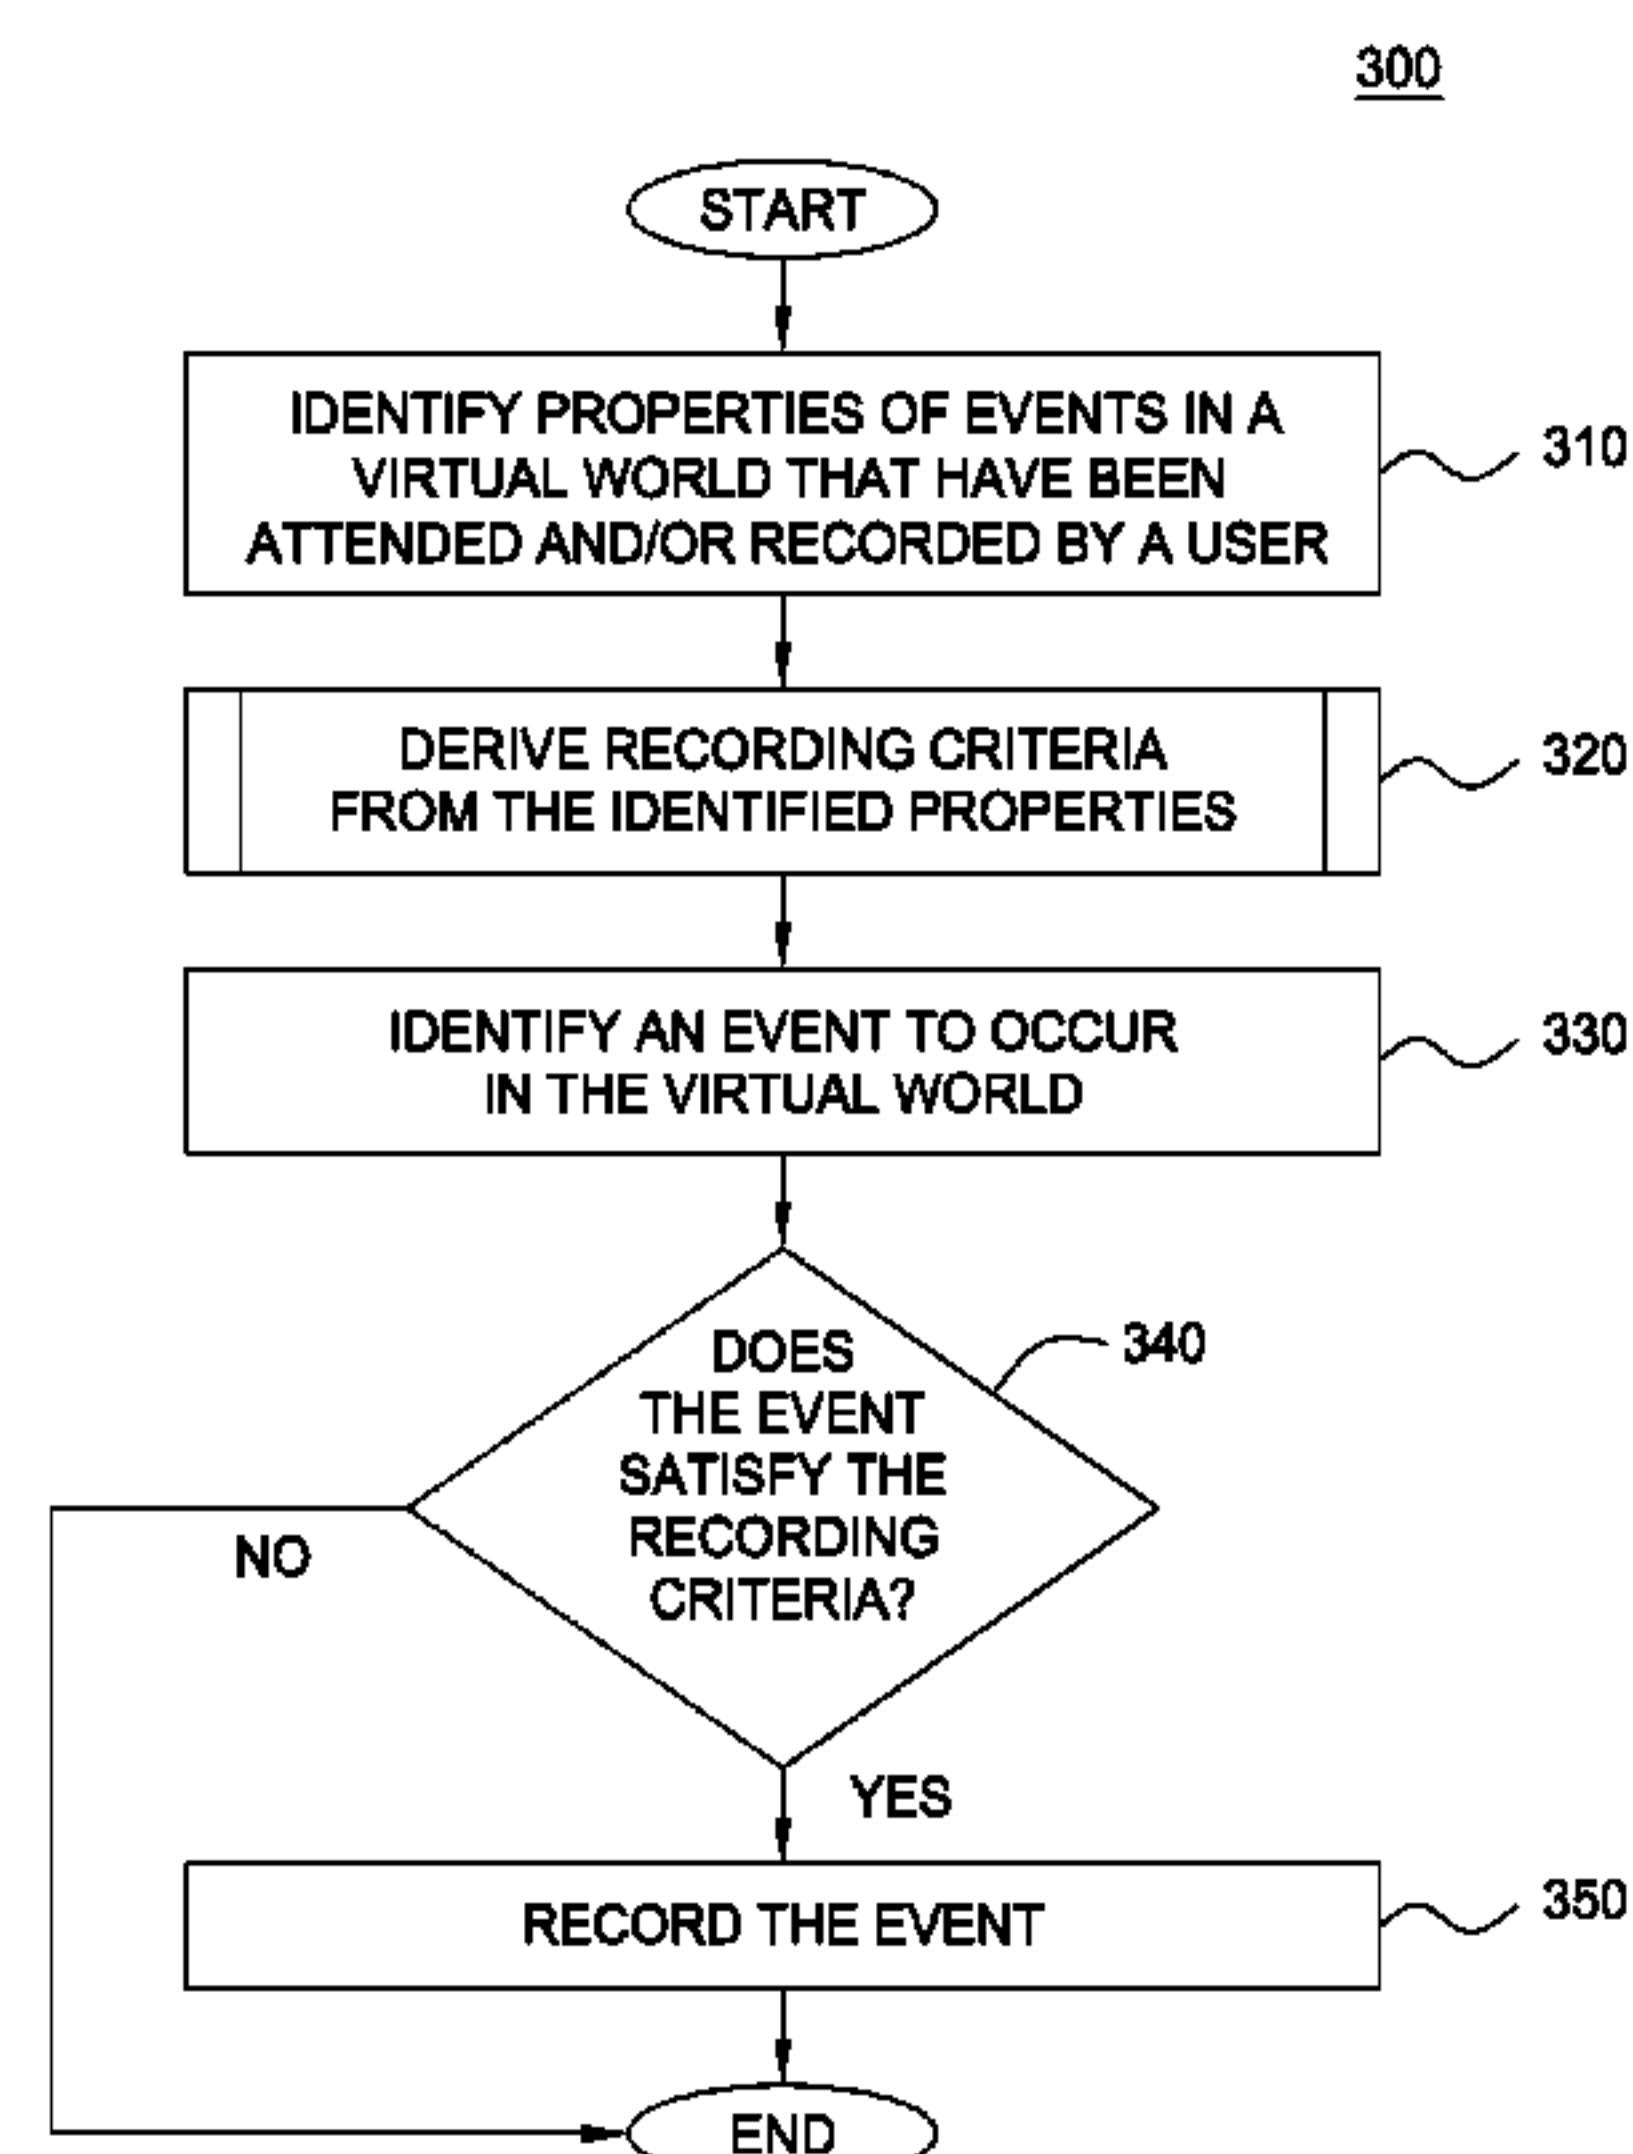 300
START
IDENTIFY PROPERTIES OF EVENTS IN A
VIRTUAL WORLD THAT HAVE BEEN
ATTENDED AND/OR RECORDED BY A USER
310
DERIVE RECORDING CRITERIA
FROM THE IDENTIFIED PROPERTIES
320
IDENTIFY AN EVENT TO OCCUR
IN THE VIRTUAL WORLD
330
DOES
THE EVENT
SATISFY THE
RECORDING
CRITERIA?
340
NO
YES
RECORD THE EVENT
350
END